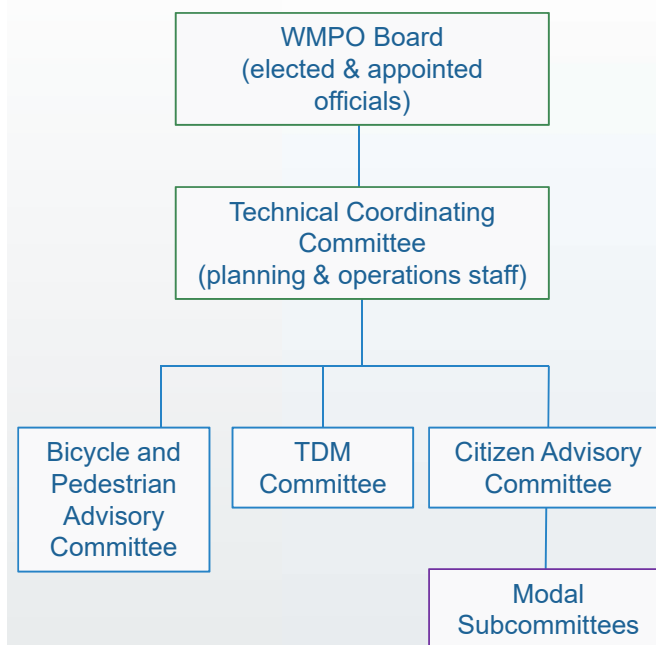 WMPO Board
(elected & appointed
officials)
Technical Coordinating
Committee
(planning & operations staff)
Bicycle and
Pedestrian
Advisory
Committee
TDM
Committee
Citizen Advisory
Committee
Modal
Subcommittees